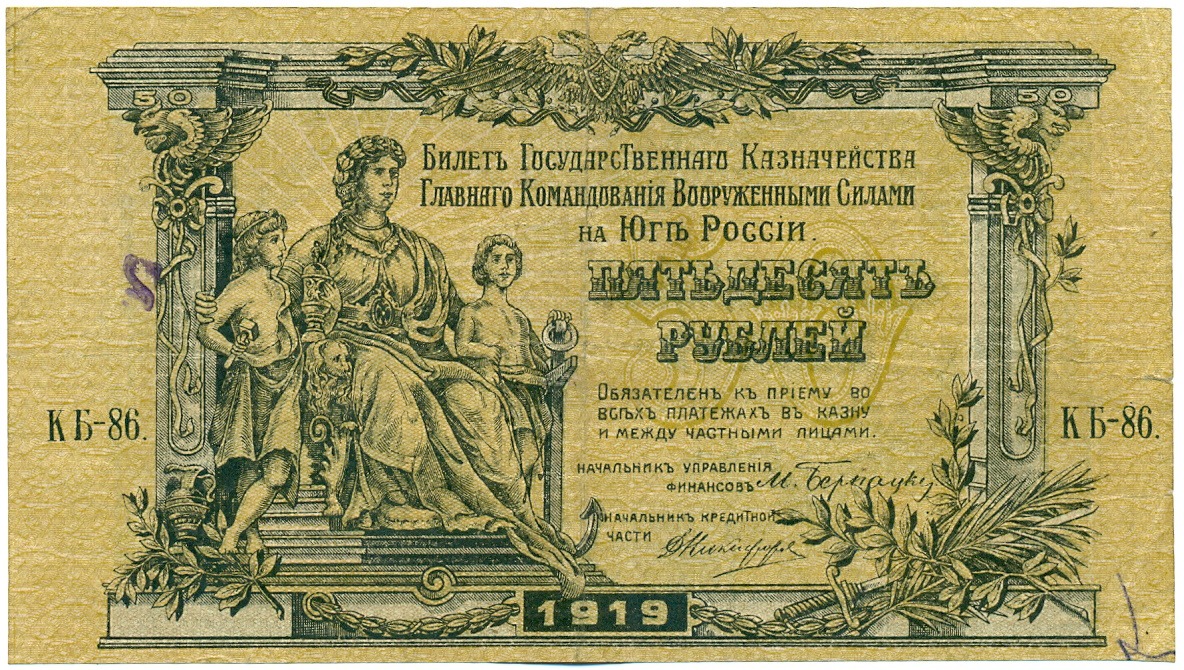 50
50
Билетъ Государственнаго Казначейства
Главнаго Командованія Вооруженными Силами
на Югѣ Россіи.
ПЯТЬДЕСЯТЪ
РУБЛЕЙ
Обязателенъ къ пріему во
всѣхъ платежахъ въ казну
и между частными лицами.
КБ-86.
КБ-86.
Начальникъ управленія
финансовъ М.
Начальникъ кредитной
части
1919